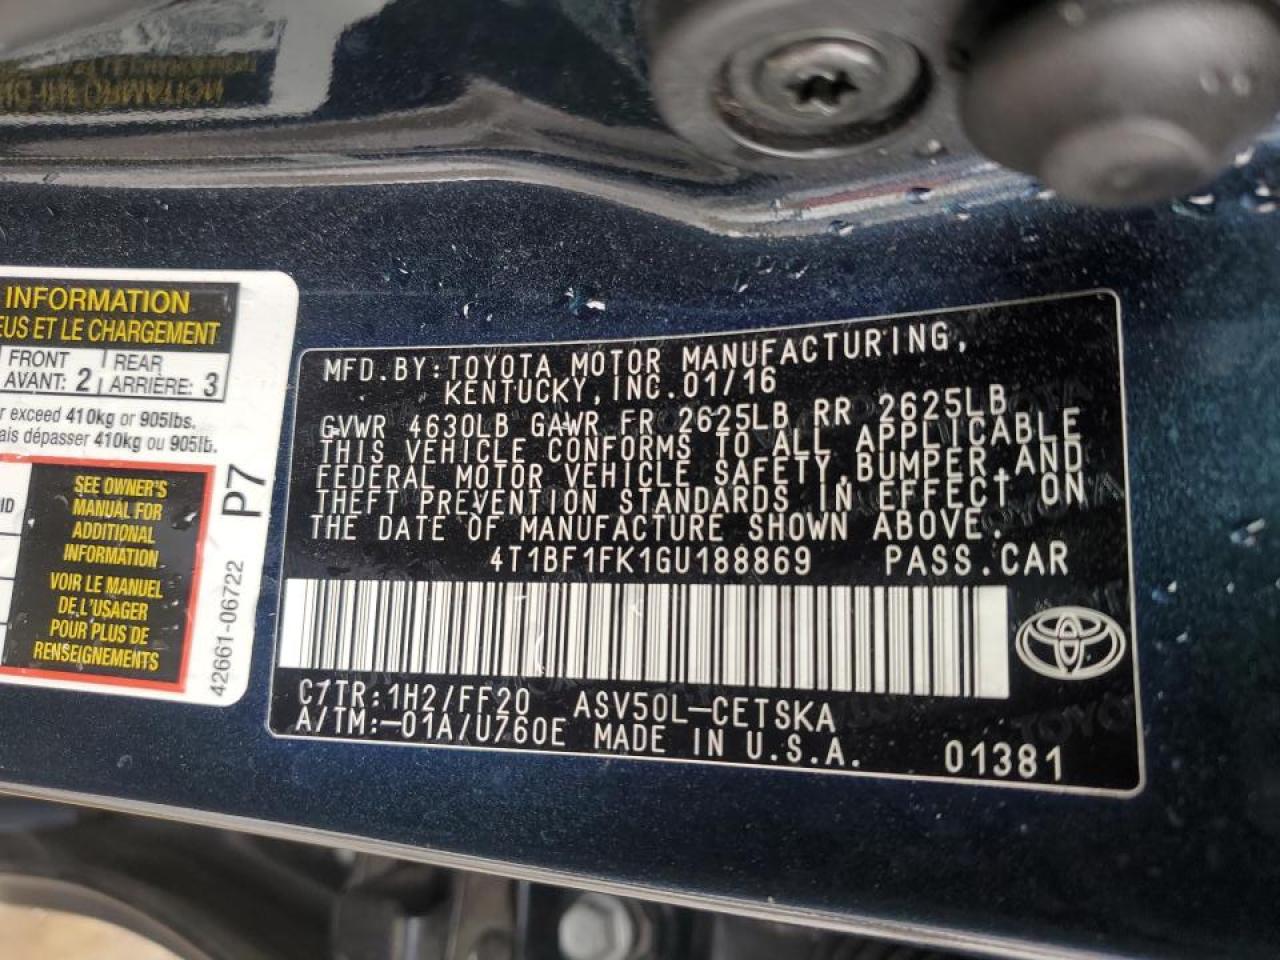 INFORMATION
EUS ET LE CHARGEMENT
FRONT
AVANT: 2
REAR
ARRIÈRE: 3
exceed 410kg or 905lbs.
dépasser 410kg ou 905lb.
SEE OWNER'S
MANUAL FOR
ADDITIONAL
INFORMATION
VOIR LE MANUEL
DE L'USAGER
POUR PLUS DE
RENSEIGNEMENTS
P7
42661-06722
MFD.BY:TOYOTA MOTOR MANUFACTURING,
KENTUCKY,INC.01/16
GVWR 4630LB GAWR FR 2625LB RR 2625LB
THIS VEHICLE CONFORMS TO ALL APPLICABLE
FEDERAL MOTOR VEHICLE SAFETY,BUMPER,AND
THEFT PREVENTION STANDARDS IN EFFECT ON
THE DATE OF MANUFACTURE SHOWN ABOVE.
4T1BF1FK1GU188869 PASS.CAR
C/TR:1H2/FF20 ASV50L-CETSKA
A/TM:-01A/U760E MADE IN U.S.A. 01381